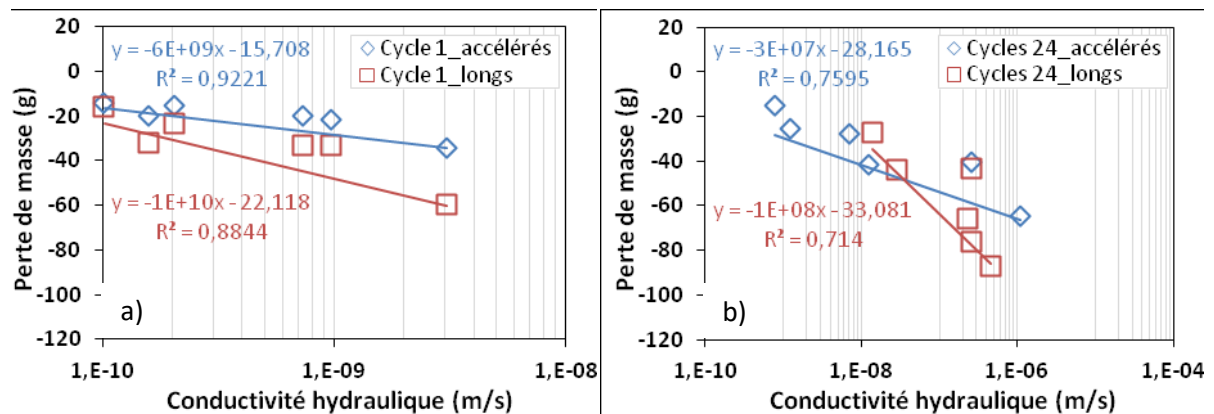 20
0
-20
-40
-60
-80
-100
-120
Perte de masse (g)
y = -6E+09x - 15,708
R² = 0,9221
Cycle 1_accélérés
Cycle 1_longs
y = -1E+10x - 22,118
R² = 0,8844
a)
1,E-10
1,E-09
1,E-08
Conductivité hydraulique (m/s)
20
0
-20
-40
-60
-80
-100
-120
Perte de masse (g)
y = -3E+07x - 28,165
R² = 0,7595
Cycles 24_accélérés
Cycles 24_longs
y = -1E+08x - 33,081
R² = 0,714
b)
1,E-10
1,E-08
1,E-06
1,E-04
Conductivité hydraulique (m/s)